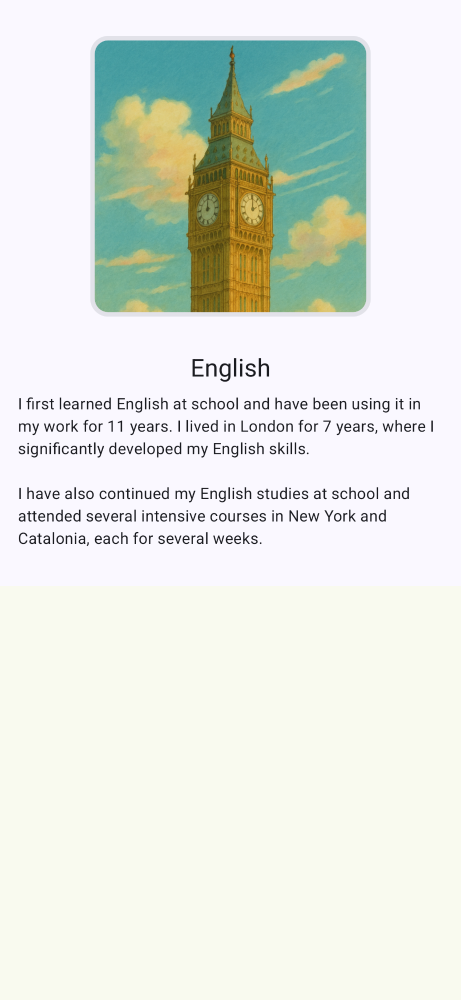 English
I first learned English at school and have been using it in
my work for 11 years. I lived in London for 7 years, where I
significantly developed my English skills.
I have also continued my English studies at school and
attended several intensive courses in New York and
Catalonia, each for several weeks.